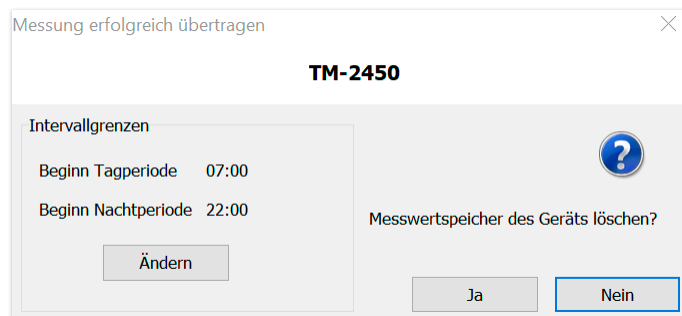 Messung erfolgreich übertragen
TM-2450
Intervallgrenzen
Beginn Tagperiode 07:00
Beginn Nachtperiode 22:00
Ändern
?
Messwertspeicher des Geräts löschen?
Ja
Nein